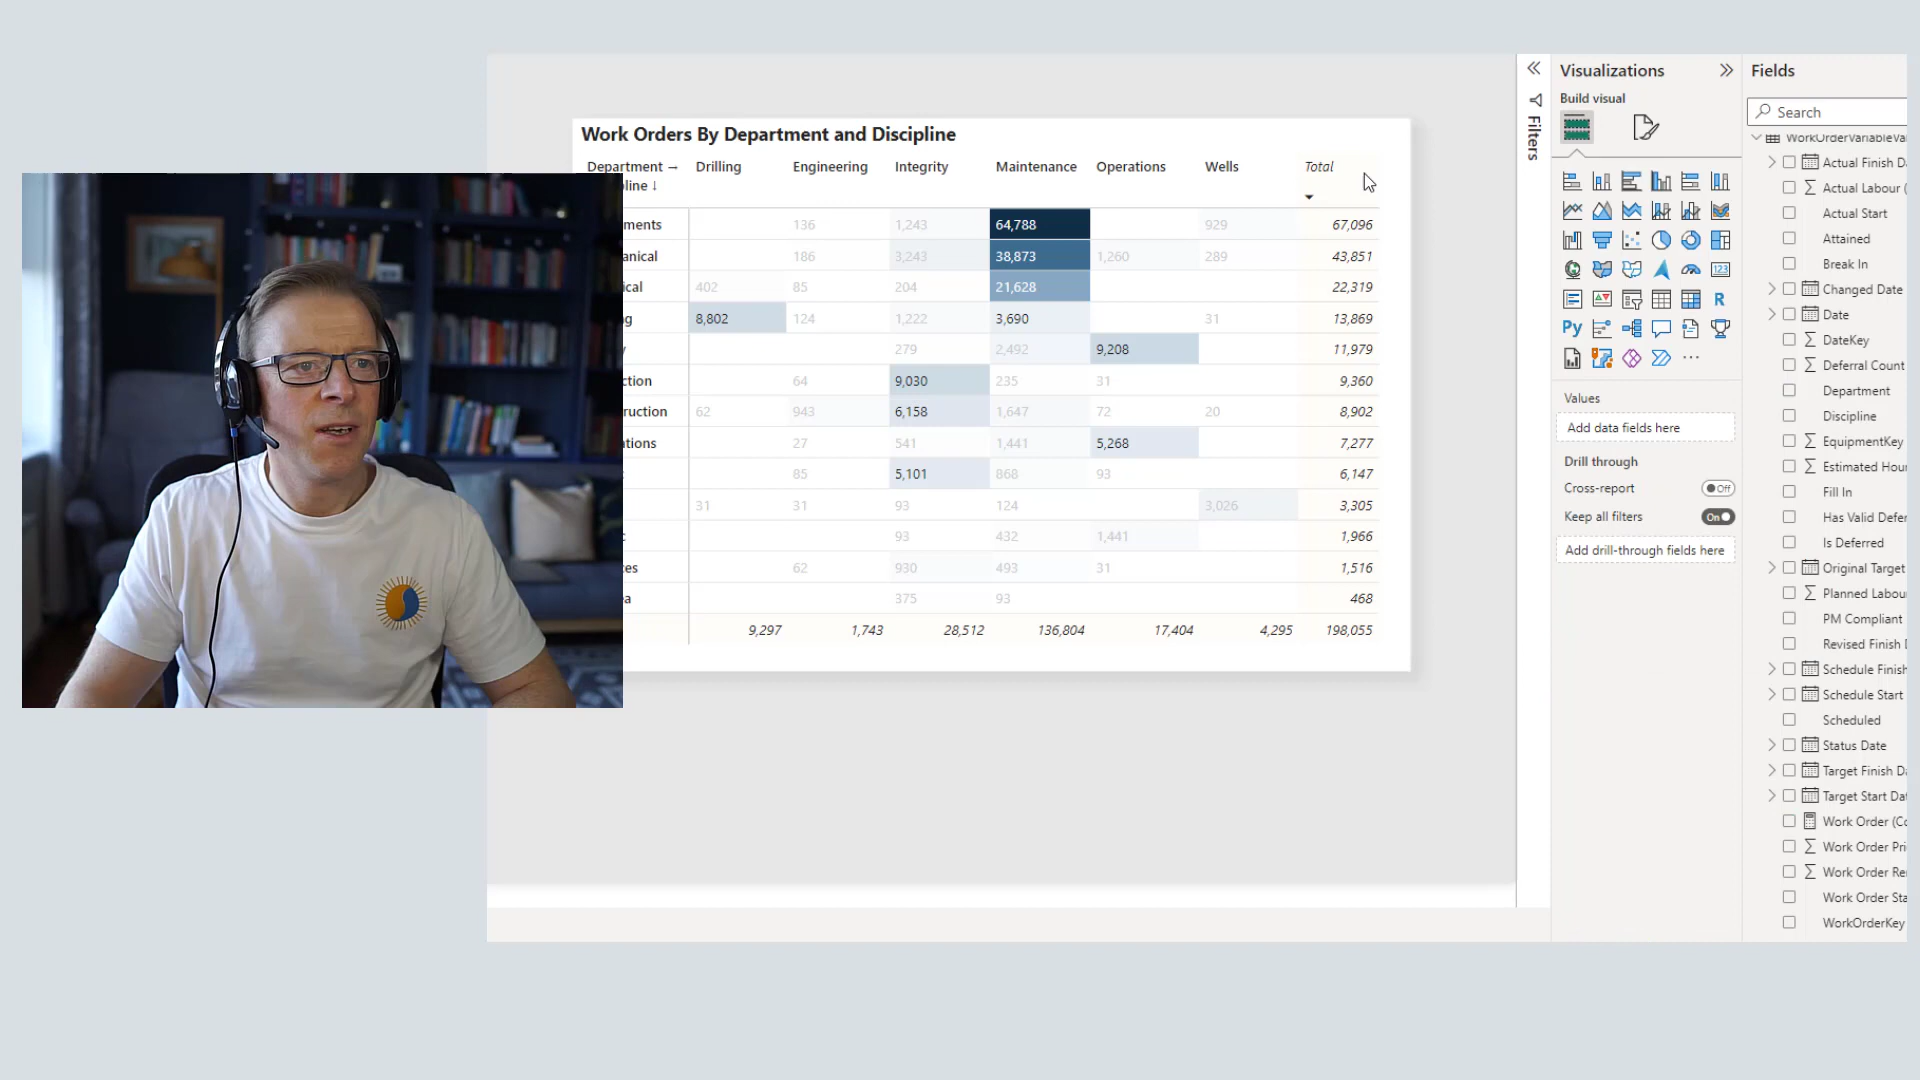 Work Orders By Department and Discipline
Department → Drilling Engineering Integrity Maintenance Operations Wells Total
line ↓
ments 136 1,243 64,788 929 67,096
anical 186 3,243 38,873 1,260 289 43,851
ical 402 85 204 21,628 22,319
g 8,802 124 1,222 3,690 31 13,869
279 2,492 9,208 11,979
ction 64 9,030 235 31 9,360
ruction 62 943 6,158 1,647 72 20 8,902
ations 27 541 1,441 5,268 7,277
85 5,101 868 93 6,147
31 31 93 124 3,026 3,305
93 432 1,441 1,966
es 62 930 493 31 1,516
a 375 93 468
9,297 1,743 28,512 136,804 17,404 4,295 198,055
Filters
Visualizations
Build visual
123
R
Py
Values
Add data fields here
Drill through
Cross-report Off
Keep all filters On
Add drill-through fields here
Fields
Search
WorkOrderVariableVa
Actual Finish D
Actual Labour (
Actual Start
Attained
Break In
Changed Date
Date
DateKey
Deferral Count
Department
Discipline
EquipmentKey
Estimated Hour
Fill In
Has Valid Defer
Is Deferred
Original Target
Planned Labou
PM Compliant
Revised Finish D
Schedule Finish
Schedule Start
Scheduled
Status Date
Target Finish Da
Target Start Dat
Work Order (Co
Work Order Pri
Work Order Re
Work Order Sta
WorkOrderKey